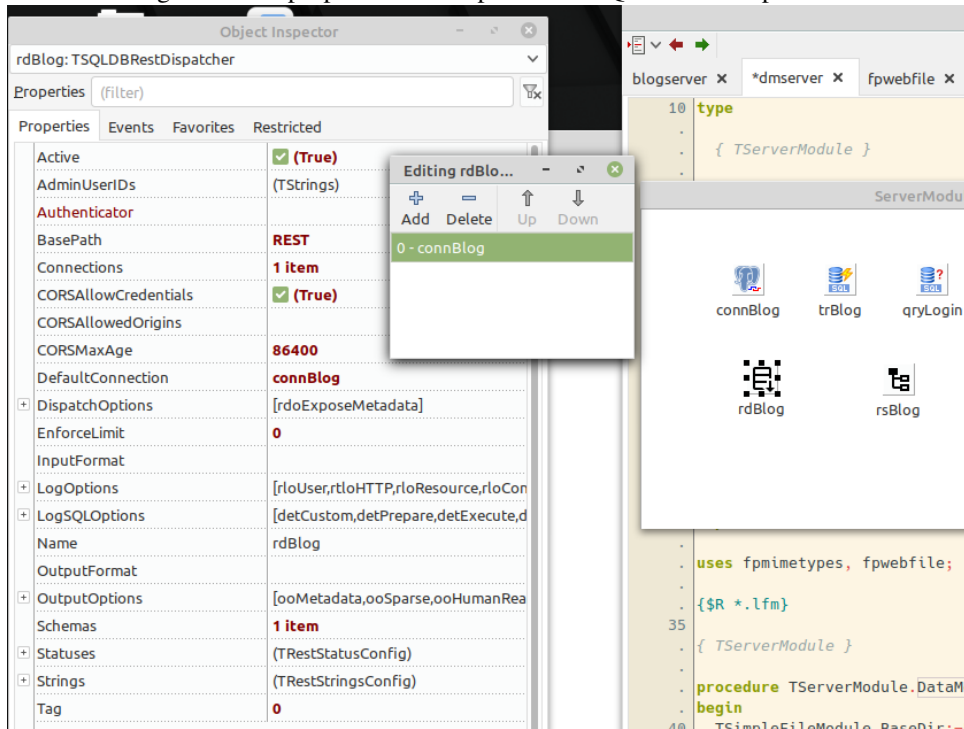 Object Inspector
rdBlog: TSQLDBRestDispatcher
Properties (filter)
Properties Events Favorites Restricted
Active (True)
AdminUserIDs (TStrings)
Authenticator
BasePath REST
Connections 1 item
CORSAllowCredentials (True)
CORSAllowedOrigins
CORSMaxAge 86400
DefaultConnection connBlog
DispatchOptions [rdoExposeMetadata]
EnforceLimit 0
InputFormat
LogOptions [rloUser,rtloHTTP,rloResource,rloCon
LogSQLOptions [detCustom,detPrepare,detExecute,d
Name rdBlog
OutputFormat
OutputOptions [ooMetadata,ooSparse,ooHumanRea
Schemas 1 item
Statuses (TRestStatusConfig)
Strings (TRestStringsConfig)
Tag 0
Editing rdBlo...
Add Delete Up Down
0 - connBlog
blogserver *dmserver fpwebfile
10 type
{ TServerModule }
ServerModu
connBlog trBlog qryLogin
rdBlog rsBlog
uses fpmimetypes, fpwebfile;
{$R *.lfm}
35
{ TServerModule }
procedure TServerModule.DataM
begin
40 TSimpleFileModule.BaseDir:=